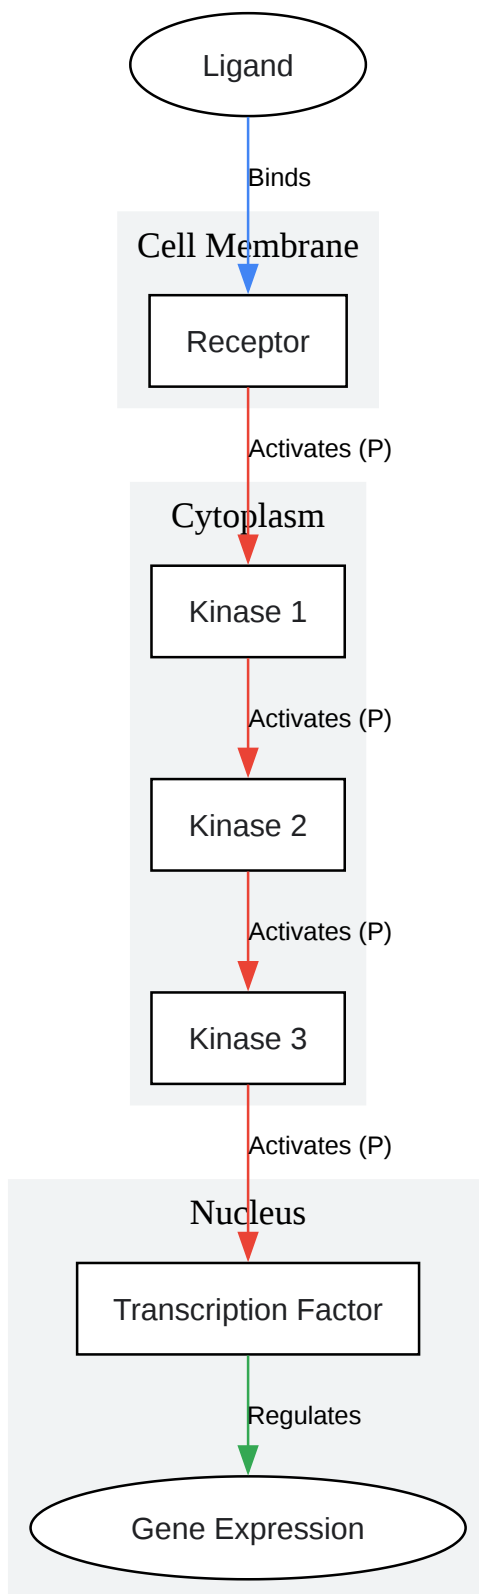 Ligand
Binds
Cell Membrane
Receptor
Activates (P)
Cytoplasm
Kinase 1
Activates (P)
Kinase 2
Activates (P)
Kinase 3
Activates (P)
Nucleus
Transcription Factor
Regulates
Gene Expression